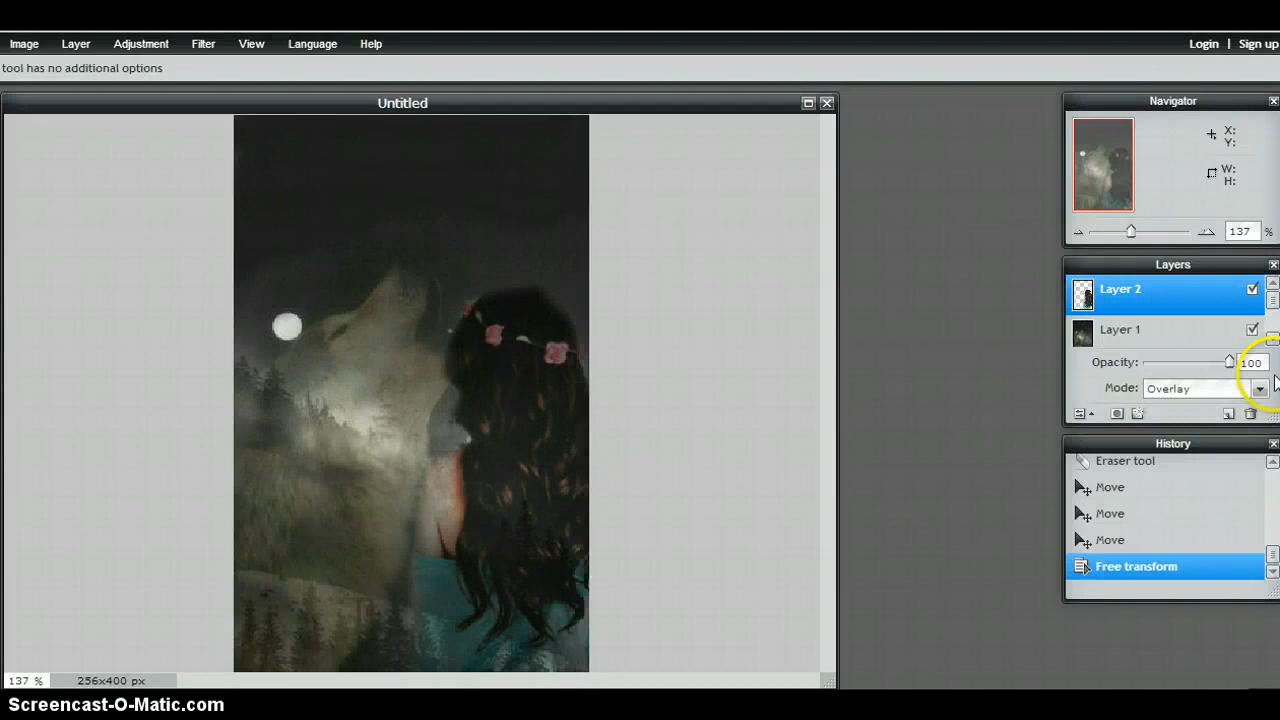 Image Layer Adjustment Filter View Language Help Login | Sign up
tool has no additional options
Untitled
Navigator
X:
Y:
W:
H:
137 %
Layers
Layer 2
Layer 1
Opacity: 100
Mode: Overlay
History
Eraser tool
Move
Move
Move
Free transform
137 % 256x400 px
Screencast-O-Matic.com